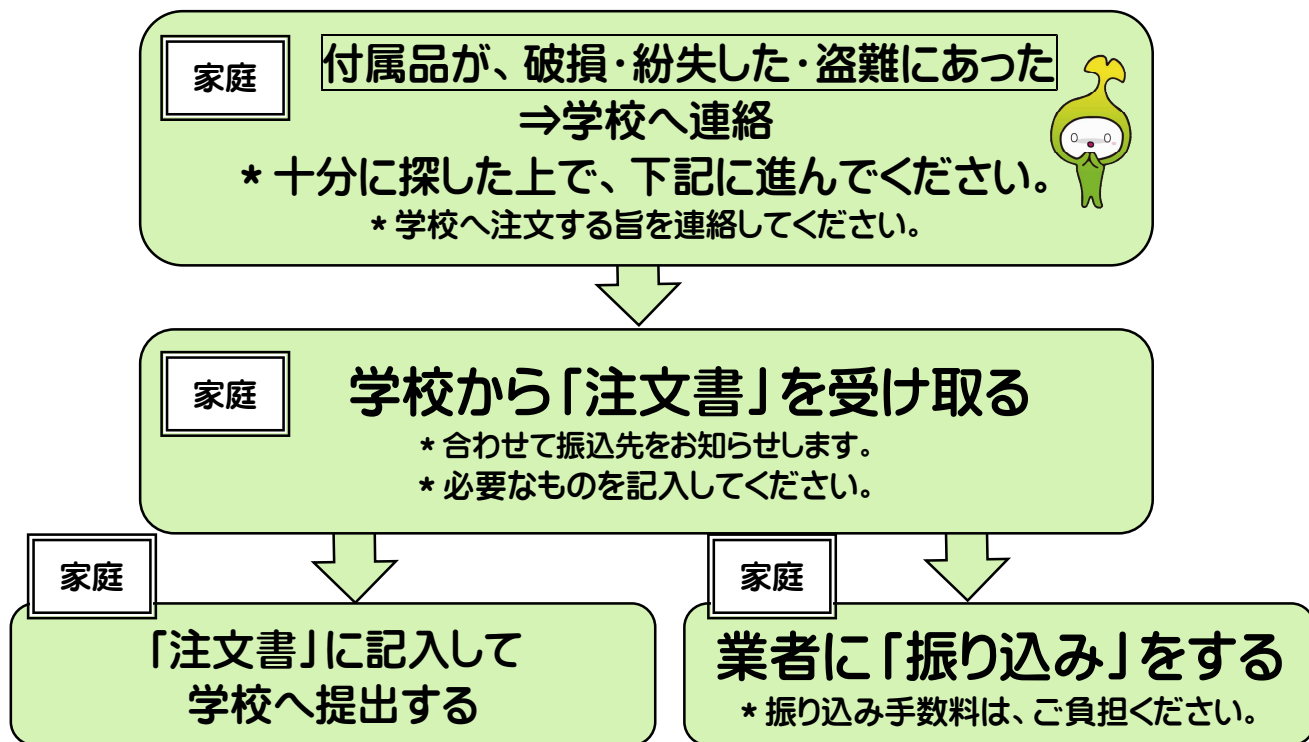 家庭
付属品が、破損・紛失した・盗難にあった
⇒学校へ連絡
*十分に探した上で、下記に進んでください。
*学校へ注文する旨を連絡してください。
家庭
学校から「注文書」を受け取る
*合わせて振込先をお知らせします。
*必要なものを記入してください。
家庭
「注文書」に記入して
学校へ提出する
家庭
業者に「振り込み」をする
*振り込み手数料は、ご負担ください。